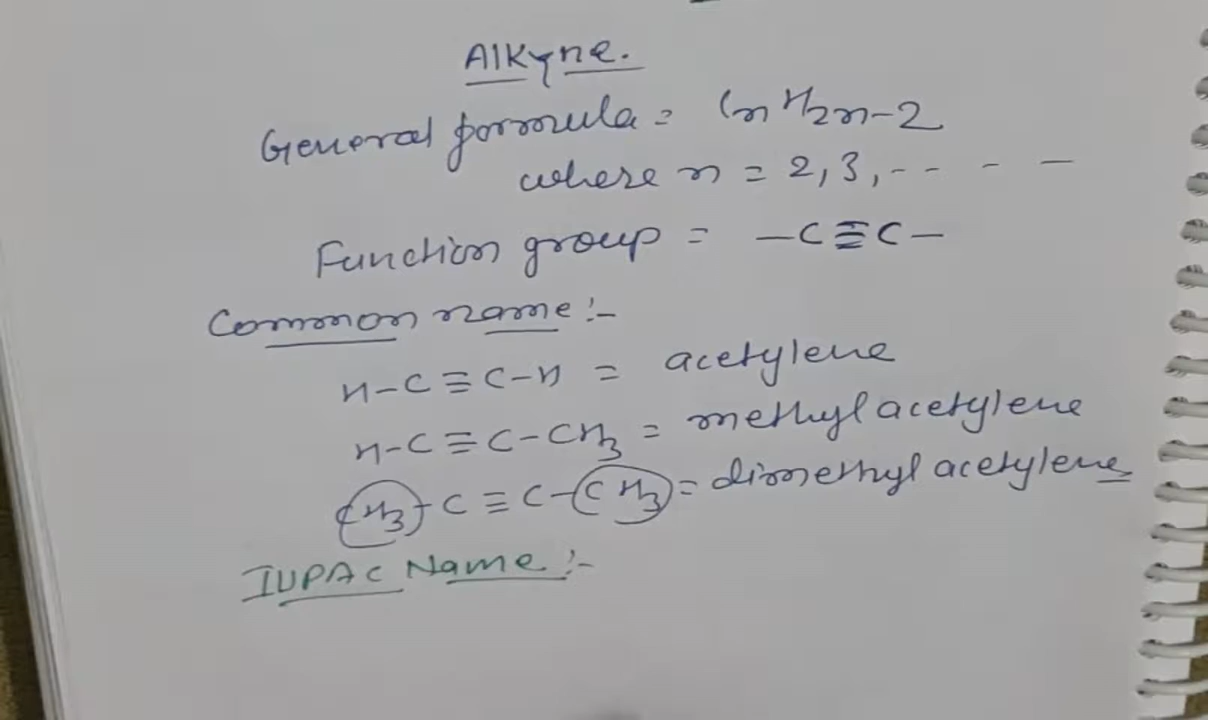 Alkyne.
General formula = CnH2n-2
where n = 2, 3, - - - -
Function group = -C≡C-
Common name :-
H-C≡C-H = acetylene
H-C≡C-CH3 = methyl acetylene
CH3-C≡C-CH3 = dimethyl acetylene
IUPAC Name :-